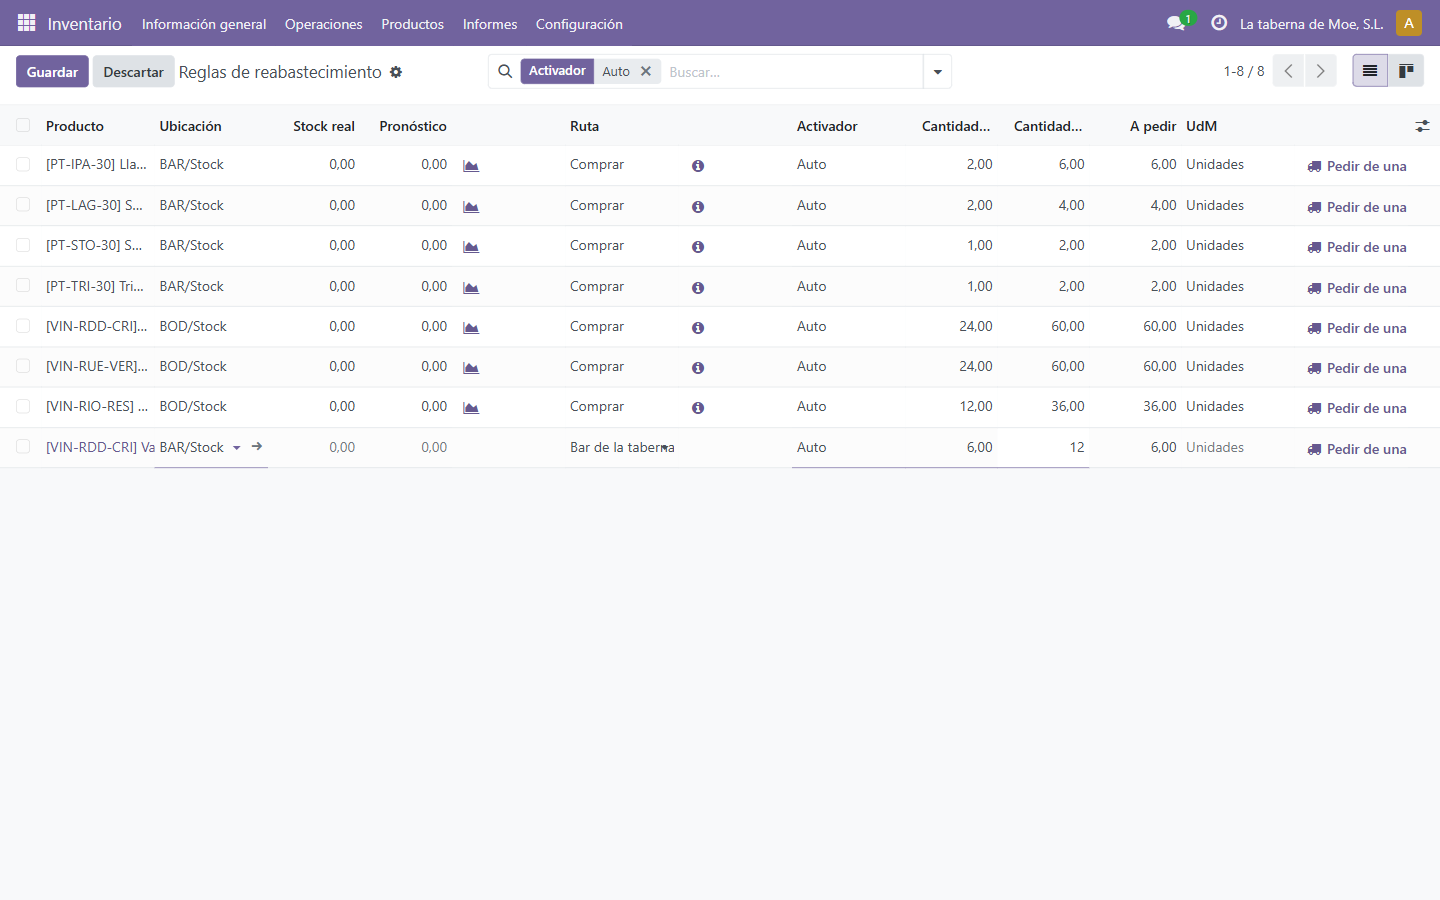 Inventario Información general Operaciones Productos Informes Configuración 1 La taberna de Moe, S.L. A
Guardar Descartar Reglas de reabastecimiento Activador Auto Buscar... 1-8 / 8
Producto Ubicación Stock real Pronóstico Ruta Activador Cantidad... Cantidad... A pedir UdM
[PT-IPA-30] Lla... BAR/Stock 0,00 0,00 Comprar Auto 2,00 6,00 6,00 Unidades Pedir de una
[PT-LAG-30] S... BAR/Stock 0,00 0,00 Comprar Auto 2,00 4,00 4,00 Unidades Pedir de una
[PT-STO-30] S... BAR/Stock 0,00 0,00 Comprar Auto 1,00 2,00 2,00 Unidades Pedir de una
[PT-TRI-30] Tri... BAR/Stock 0,00 0,00 Comprar Auto 1,00 2,00 2,00 Unidades Pedir de una
[VIN-RDD-CRI]... BOD/Stock 0,00 0,00 Comprar Auto 24,00 60,00 60,00 Unidades Pedir de una
[VIN-RUE-VER]... BOD/Stock 0,00 0,00 Comprar Auto 24,00 60,00 60,00 Unidades Pedir de una
[VIN-RIO-RES] ... BOD/Stock 0,00 0,00 Comprar Auto 12,00 36,00 36,00 Unidades Pedir de una
[VIN-RDD-CRI] Va BAR/Stock 0,00 0,00 Bar de la taberna Auto 6,00 12 6,00 Unidades Pedir de una